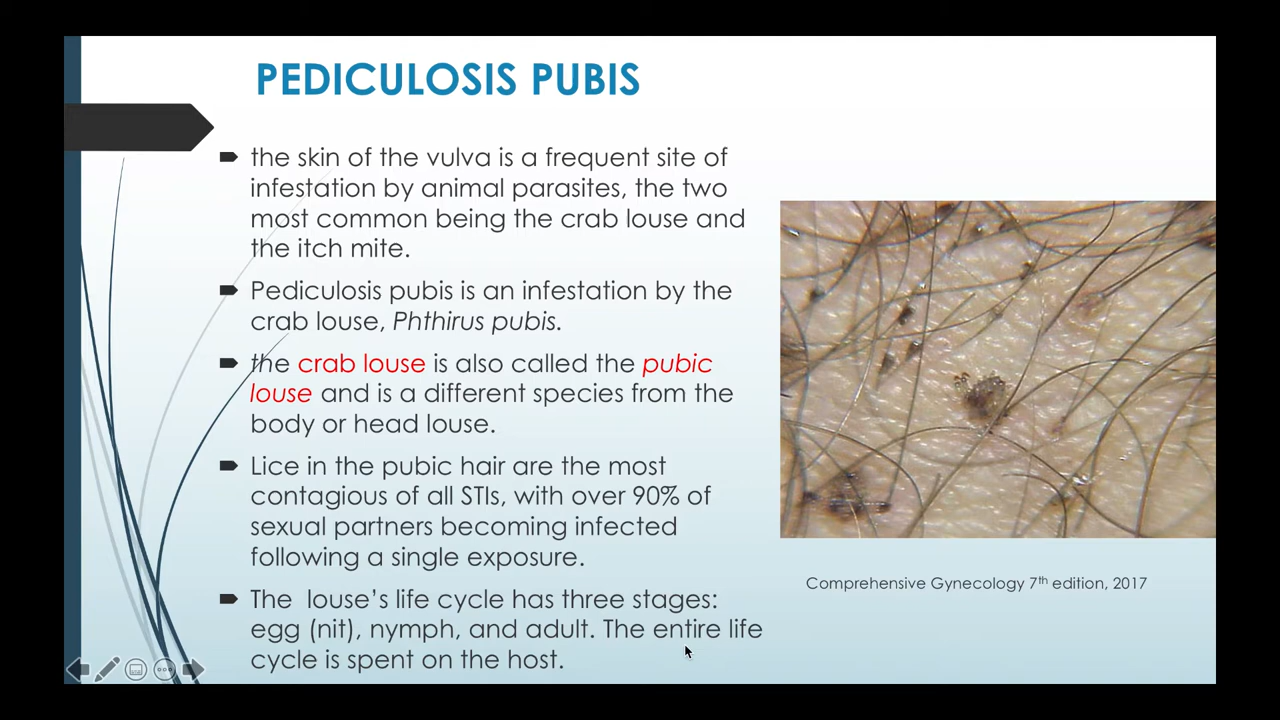 PEDICULOSIS PUBIS
the skin of the vulva is a frequent site of
infestation by animal parasites, the two
most common being the crab louse and
the itch mite.
Pediculosis pubis is an infestation by the
crab louse, Phthirus pubis.
the crab louse is also called the pubic
louse and is a different species from the
body or head louse.
Lice in the pubic hair are the most
contagious of all STIs, with over 90% of
sexual partners becoming infected
following a single exposure.
The  louse’s life cycle has three stages:
egg (nit), nymph, and adult. The entire life
cycle is spent on the host.
Comprehensive Gynecology 7th edition, 2017